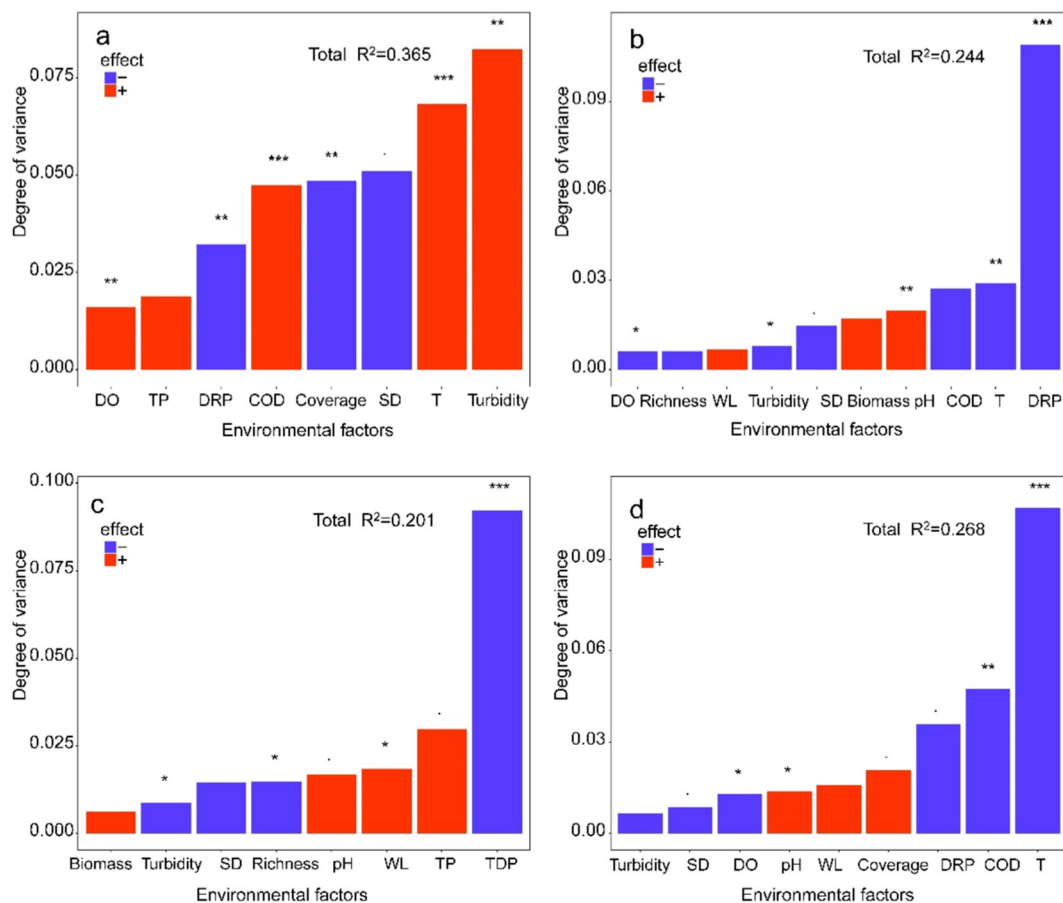 a
effect
−
+
Total R²=0.365
Degree of variance
0.075
0.050
0.025
0.000
**
**
***
**
.
***
**
DO TP DRP COD Coverage SD T Turbidity
Environmental factors
b
effect
−
+
Total R²=0.244
Degree of variance
0.09
0.06
0.03
0.00
*
*
.
**
**
***
DO Richness WL Turbidity SD Biomass pH COD T DRP
Environmental factors
c
effect
−
+
Total R²=0.201
Degree of variance
0.100
0.075
0.050
0.025
0.000
*
*
.
*
.
***
Biomass Turbidity SD Richness pH WL TP TDP
Environmental factors
d
effect
−
+
Total R²=0.268
Degree of variance
0.09
0.06
0.03
0.00
.
*
*
.
.
**
***
Turbidity SD DO pH WL Coverage DRP COD T
Environmental factors